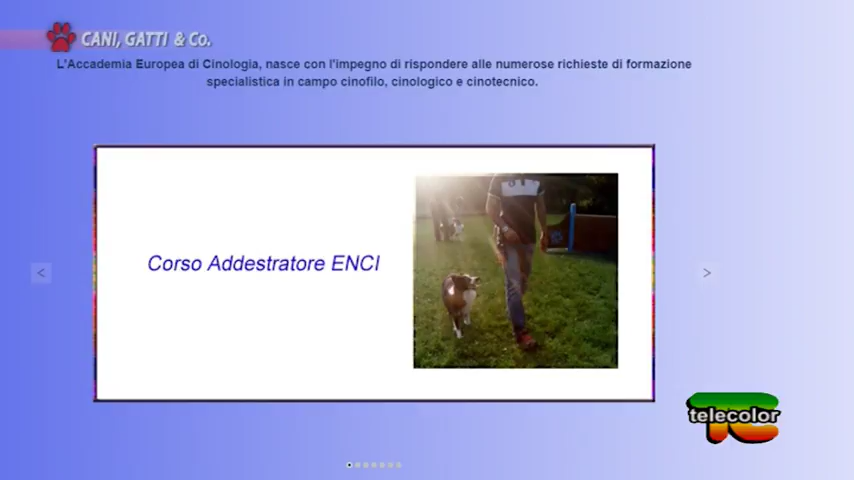 CANI, GATTI & Co.
L'Accademia Europea di Cinologia, nasce con l'impegno di rispondere alle numerose richieste di formazione
specialistica in campo cinofilo, cinologico e cinotecnico.
Corso Addestratore ENCI
<
>
telecolor